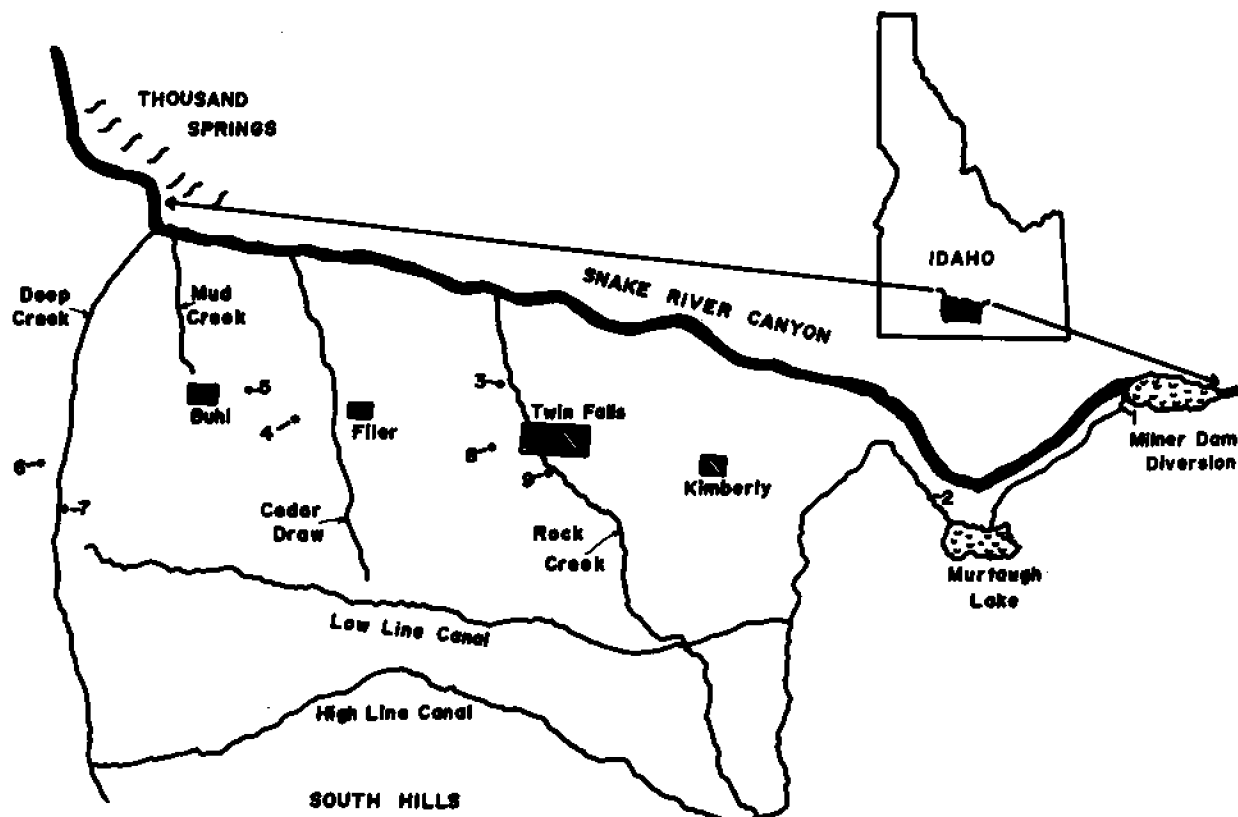 THOUSAND
SPRINGS
IDAHO
SNAKE RIVER CANYON
Deep
Creek
Mud
Creek
5
Buhl
4
Filer
3
Twin Falls
8
9
Kimberly
Milner Dam
Diversion
2
6
7
Cedar
Draw
Rock
Creek
Murtaugh
Lake
Low Line Canal
High Line Canal
SOUTH HILLS